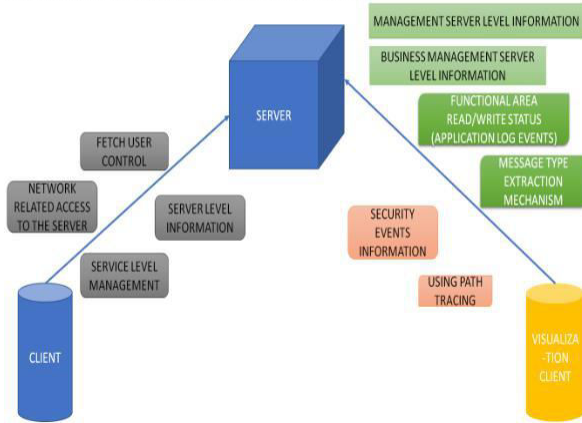 MANAGEMENT SERVER LEVEL INFORMATION
BUSINESS MANAGEMENT SERVER
LEVEL INFORMATION
SERVER
FUNCTIONAL AREA
READ/WRITE STATUS
(APPLICATION LOG EVENTS)
FETCH USER
CONTROL
MESSAGE TYPE
EXTRACTION
MECHANISM
NETWORK
RELATED ACCESS
TO THE SERVER
SERVER LEVEL
INFORMATION
SECURITY
EVENTS
INFORMATION
SERVICE LEVEL
MANAGEMENT
USING PATH
TRACING
CLIENT
VISUALIZA
-TION
CLIENT